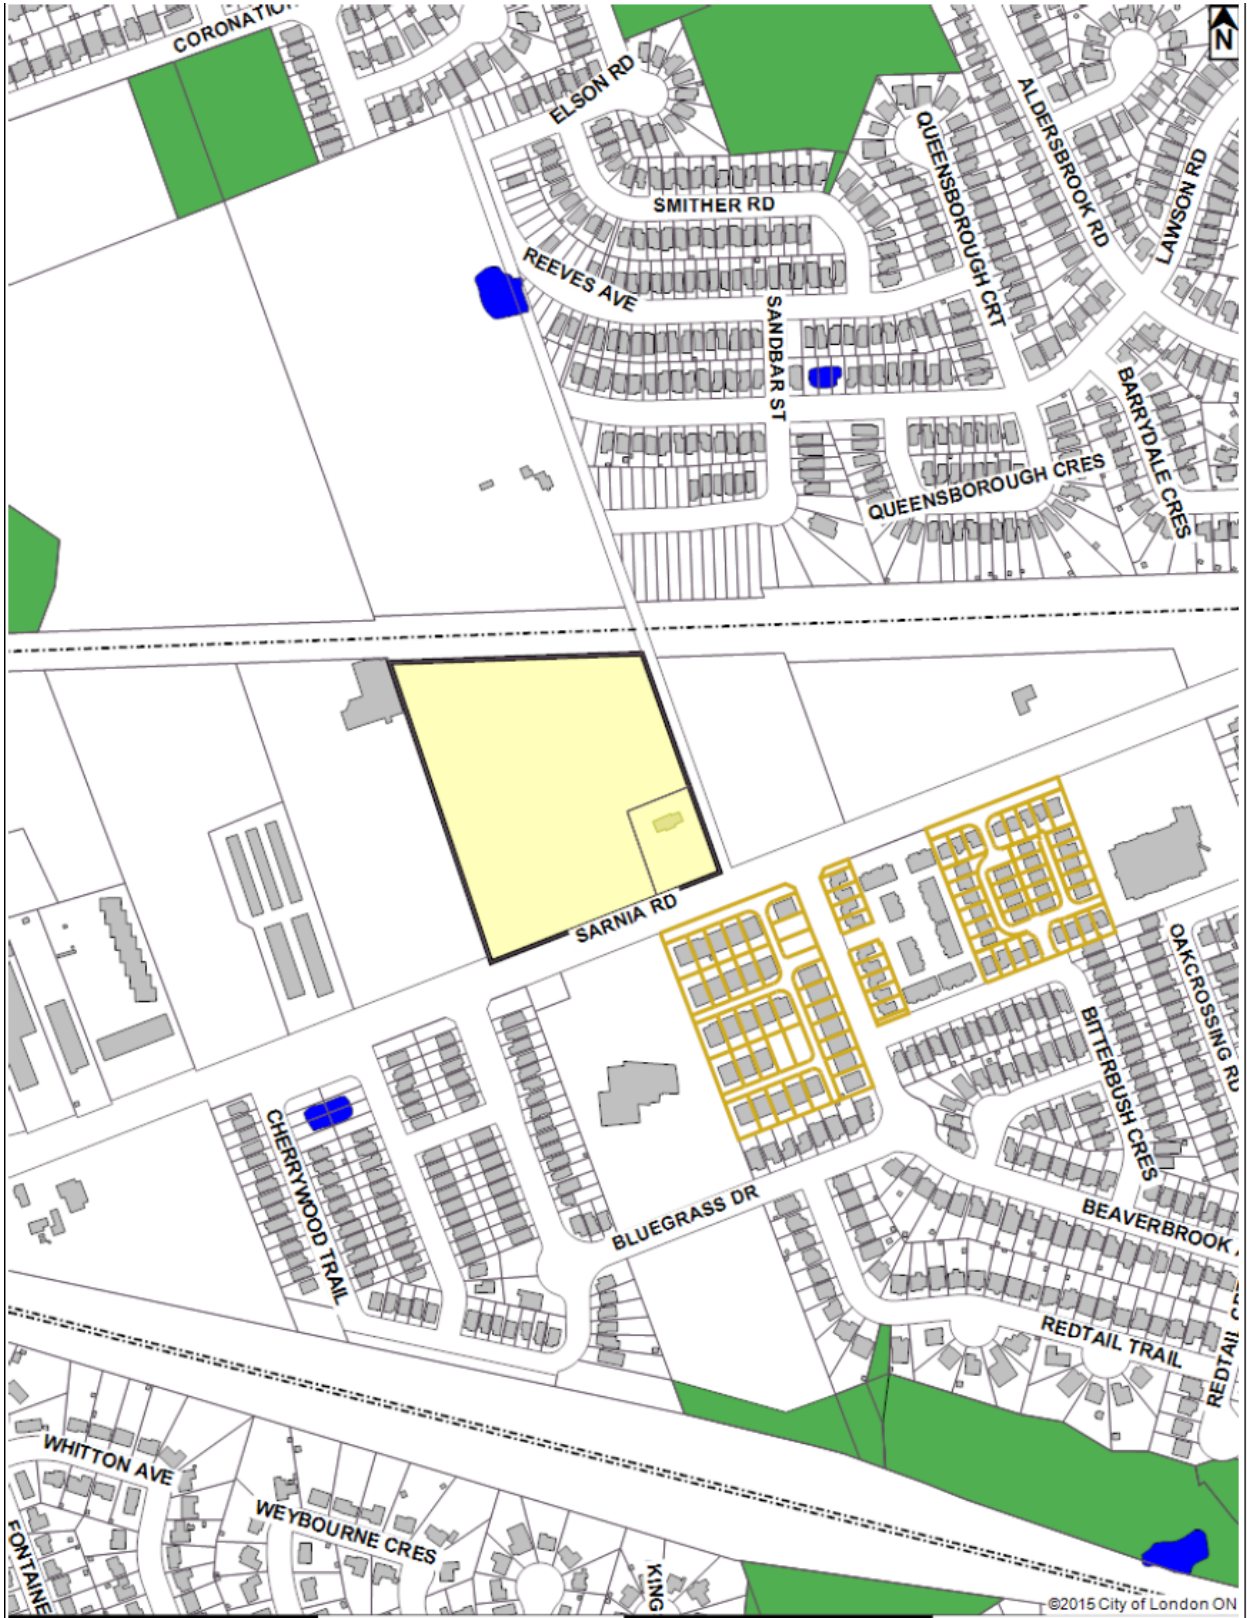 CORONATION
N
ELSON RD
ALDERSBROOK RD
QUEENSBOROUGH CRT
LAWSON RD
SMITHER RD
REEVES AVE
SANDBAR ST
BARRYDALE CRES
QUEENSBOROUGH CRES
SARNIA RD
OAKCROSSING RD
BITTERBUSH CRES
CHERRYWOOD TRAIL
BLUEGRASS DR
BEAVERBROOK A
REDTAIL TRAIL
REDTAIL
WHITTON AVE
WEYBOURNE CRES
FONTAINE
KING
©2015 City of London ON